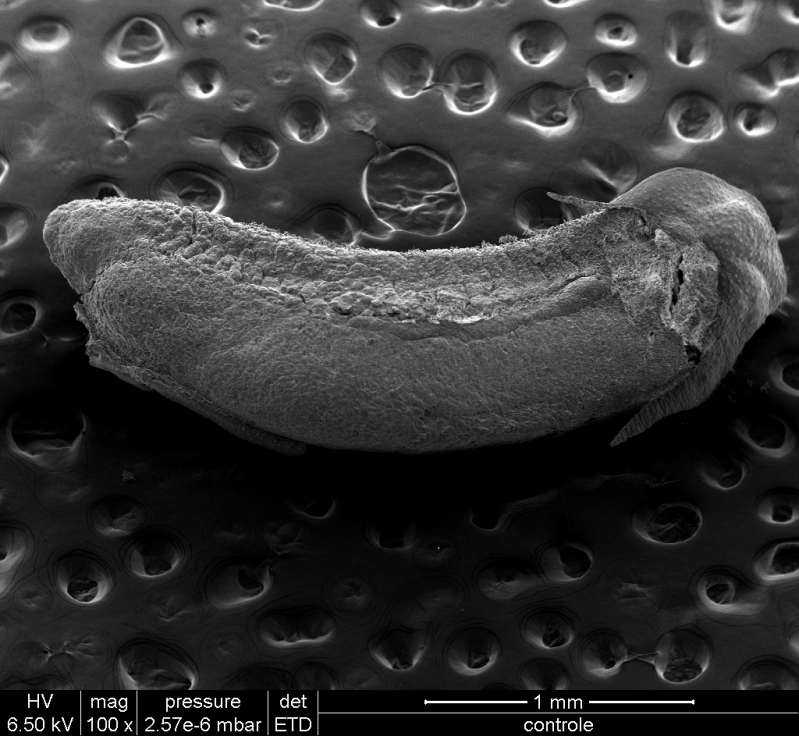 HV mag pressure det 1 mm
6.50 kV 100 x 2.57e-6 mbar ETD controle